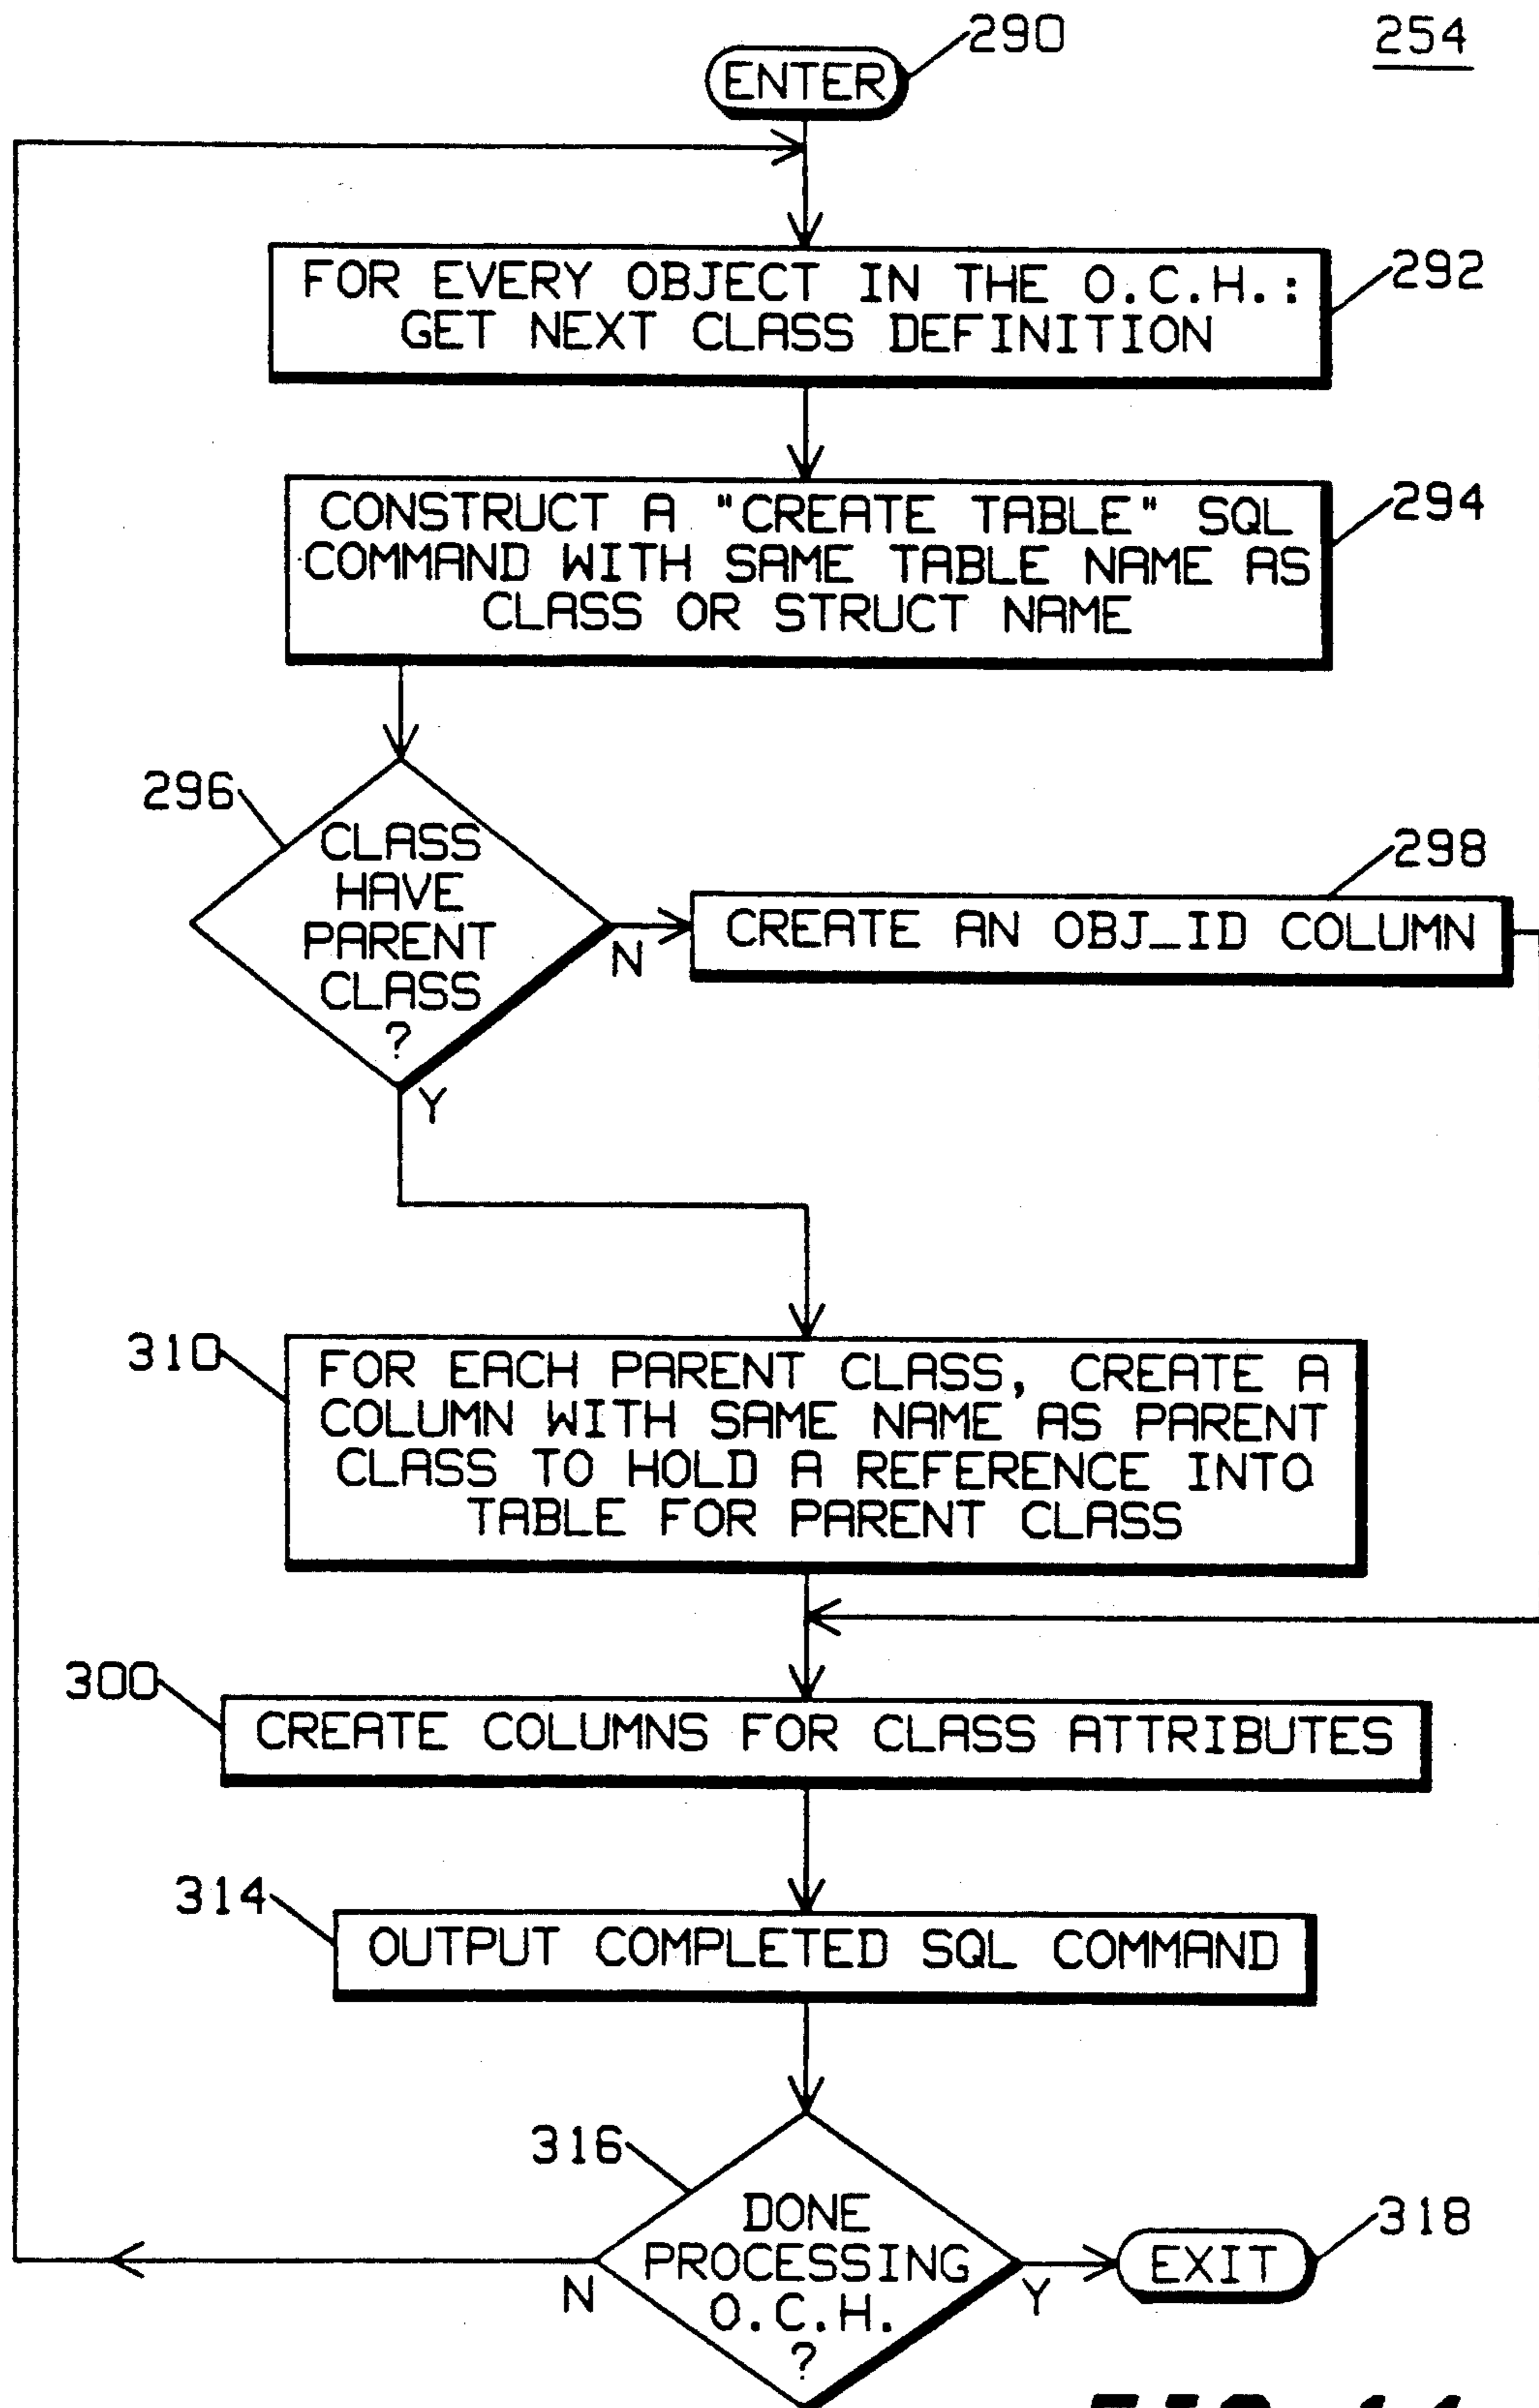 290
254
ENTER
FOR EVERY OBJECT IN THE O.C.H.:
GET NEXT CLASS DEFINITION
292
CONSTRUCT A "CREATE TABLE" SQL
COMMAND WITH SAME TABLE NAME AS
CLASS OR STRUCT NAME
294
296
CLASS
HAVE
PARENT
CLASS
?
N
Y
298
CREATE AN OBJ_ID COLUMN
310
FOR EACH PARENT CLASS, CREATE A
COLUMN WITH SAME NAME AS PARENT
CLASS TO HOLD A REFERENCE INTO
TABLE FOR PARENT CLASS
300
CREATE COLUMNS FOR CLASS ATTRIBUTES
314
OUTPUT COMPLETED SQL COMMAND
316
DONE
PROCESSING
O.C.H.
?
N
Y
318
EXIT